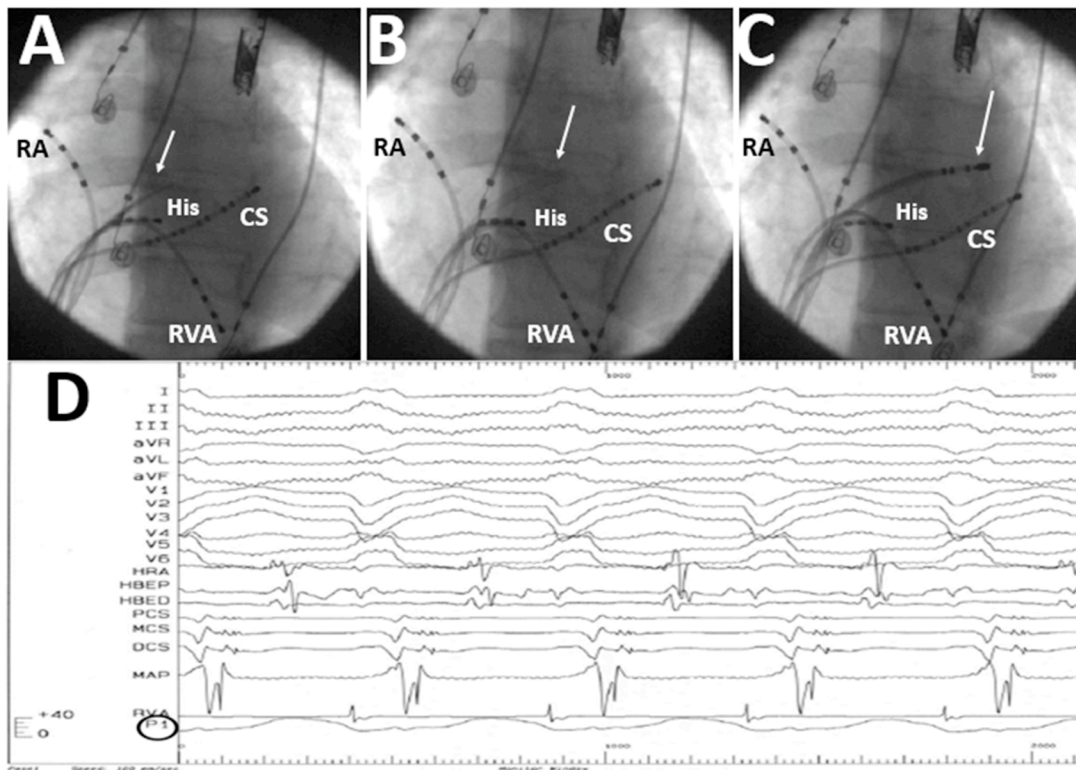 A
B
C
RA
His
CS
RVA
RA
His
CS
RVA
RA
His
CS
RVA
D
1000
2000
I
II
III
aVR
aVL
aVF
V1
V2
V3
V4
V5
V6
HRA
HBEP
HBED
PCS
MCS
DCS
MAP
RVA
P1
+40
0
0
1000
2000